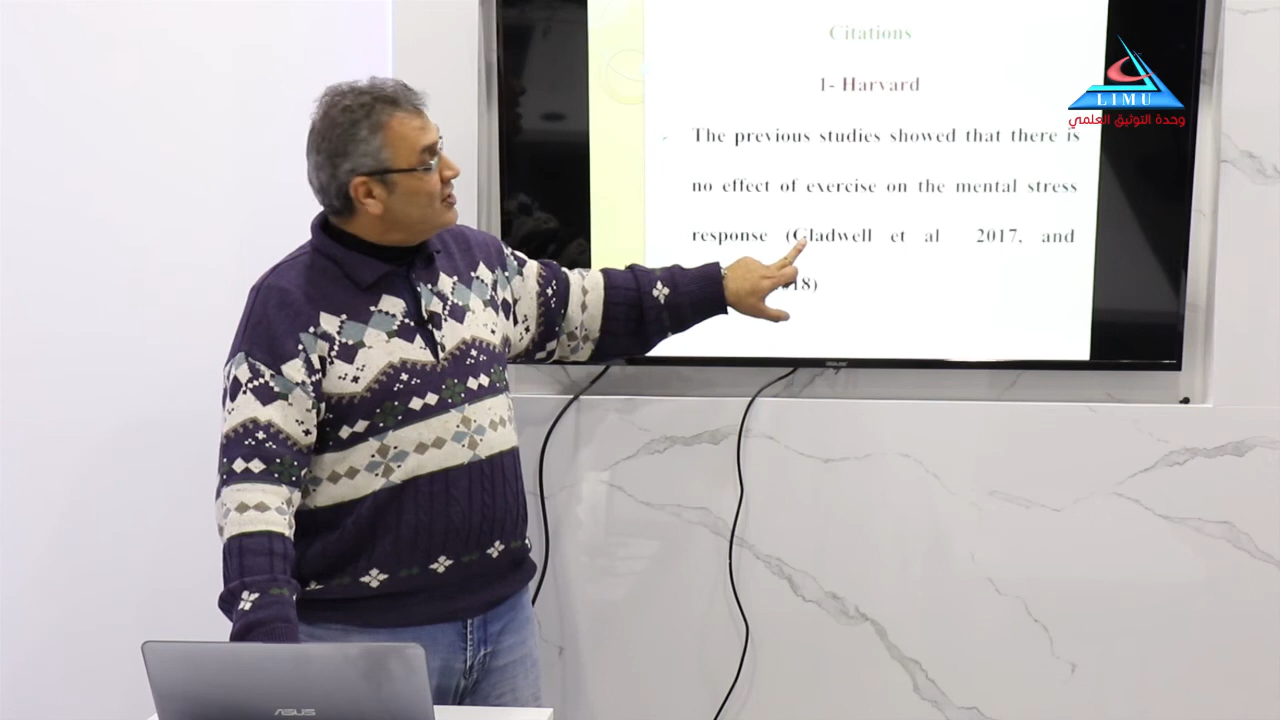 Citations
1- Harvard
The previous studies showed that there is
no effect of exercise on the mental stress
response (Gladwell et al 2017, and
18)
LIMU
وحدة التوثيق العلمي
ASUS